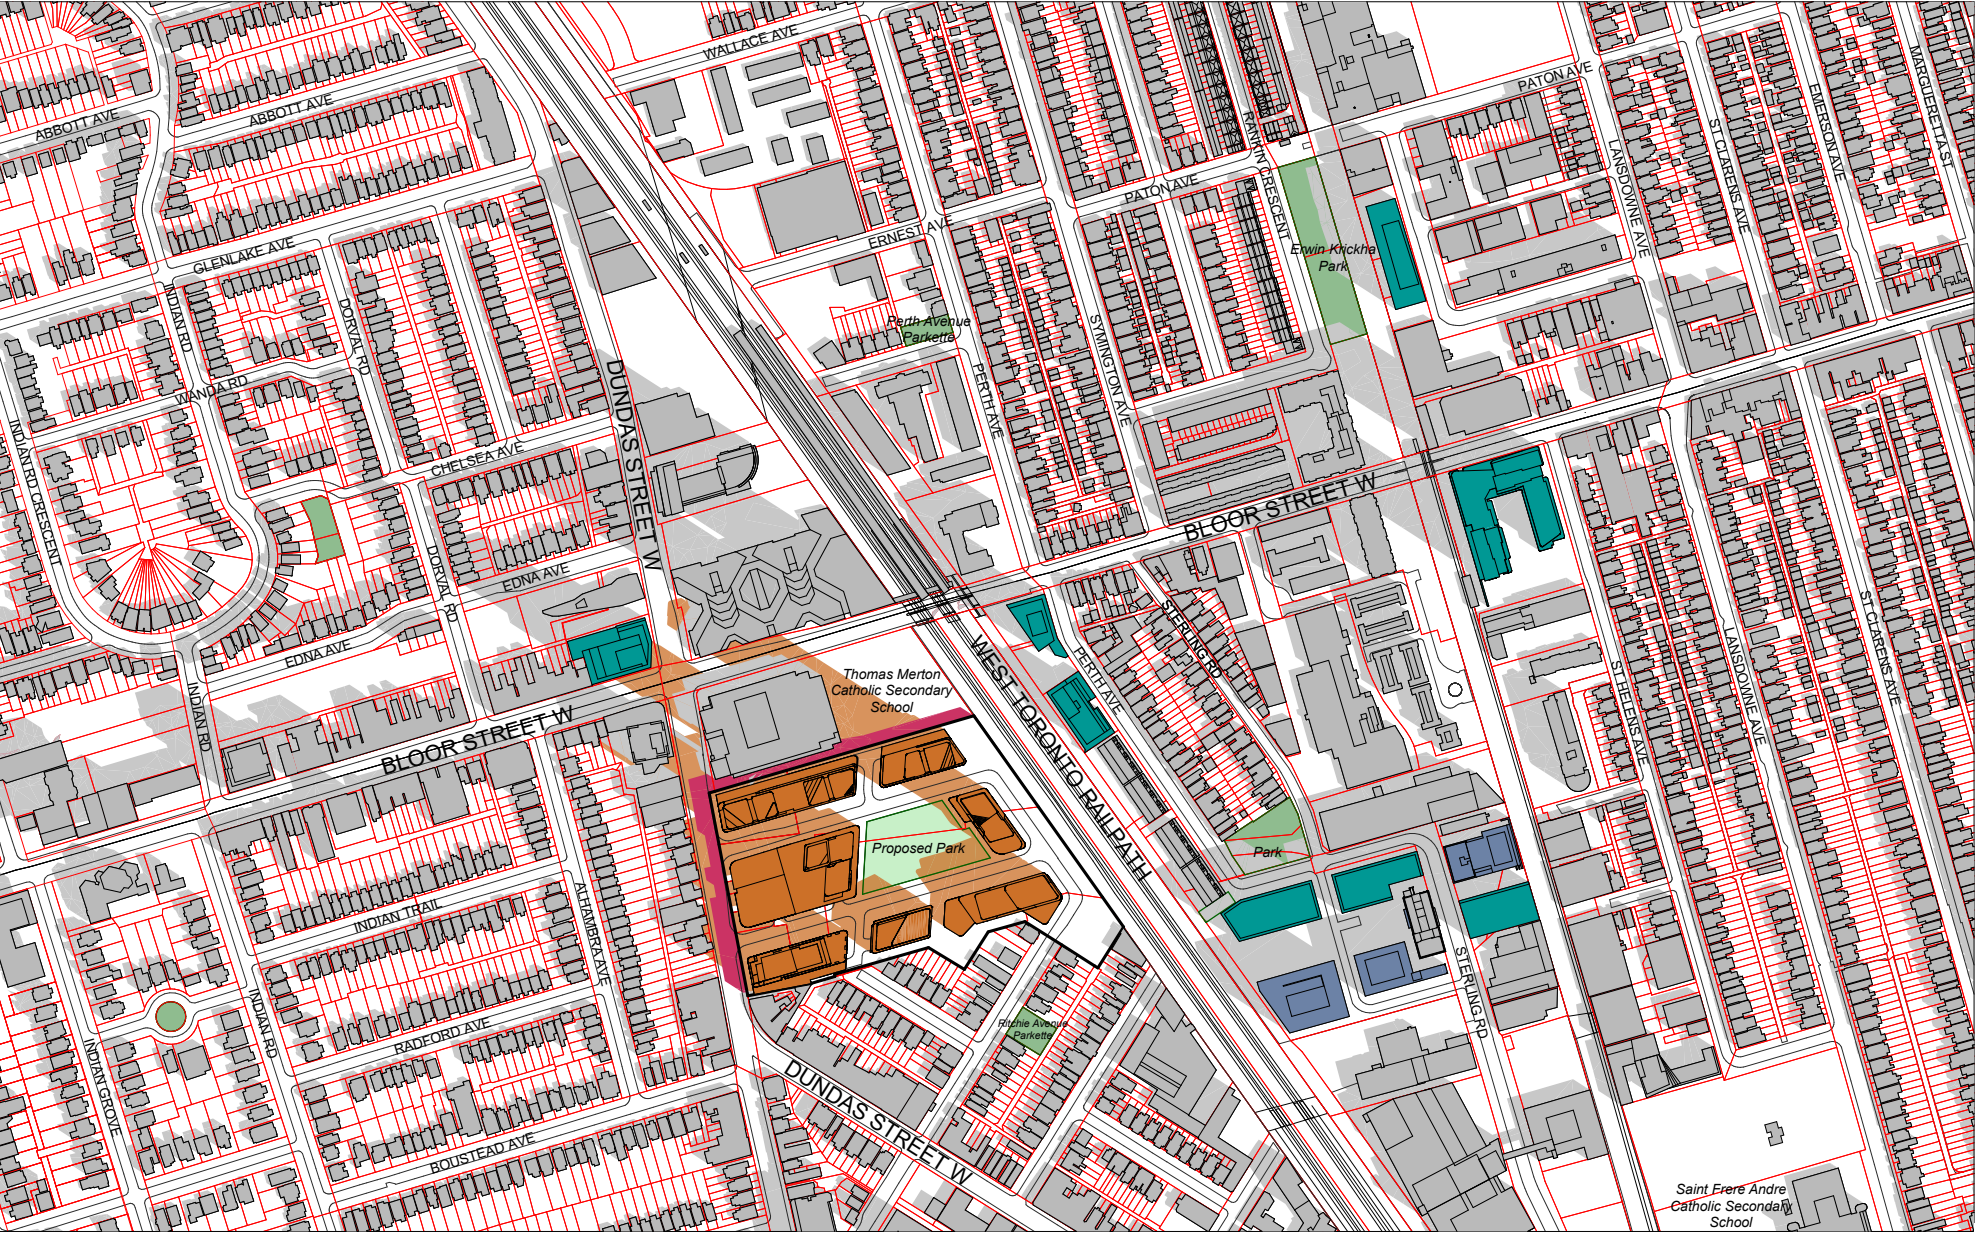 WALLACE AVE
ABBOTT AVE
ABBOTT AVE
PATON AVE
MARGUERETTA ST
EMERSON AVE
ST CLARENS AVE
LANSDOWNE AVE
RANKIN CRESCENT
PATON AVE
ERNEST AVE
GLENLAKE AVE
Erwin Krickha
Park
INDIAN RD
DORVAL RD
Perth Avenue
Parkette
SYMINGTON AVE
PERTH AVE
WANDA RD
DUNDAS STREET W
INDIAN RD CRESCENT
CHELSEA AVE
BLOOR STREET W
DORVAL RD
EDNA AVE
EDNA AVE
STERLING RD
ST CLARENS AVE
LANSDOWNE AVE
ST HELENS AVE
PERTH AVE
WEST TORONTO RAILPATH
Thomas Merton
Catholic Secondary
School
INDIAN RD
BLOOR STREET W
Proposed Park
Park
ALHAMBRA AVE
INDIAN TRAIL
STERLING RD
INDIAN RD
RADFORD AVE
Ritchie Avenue
Parkette
INDIAN GROVE
DUNDAS STREET W
BOUSTEAD AVE
Saint Frere Andre
Catholic Secondary
School